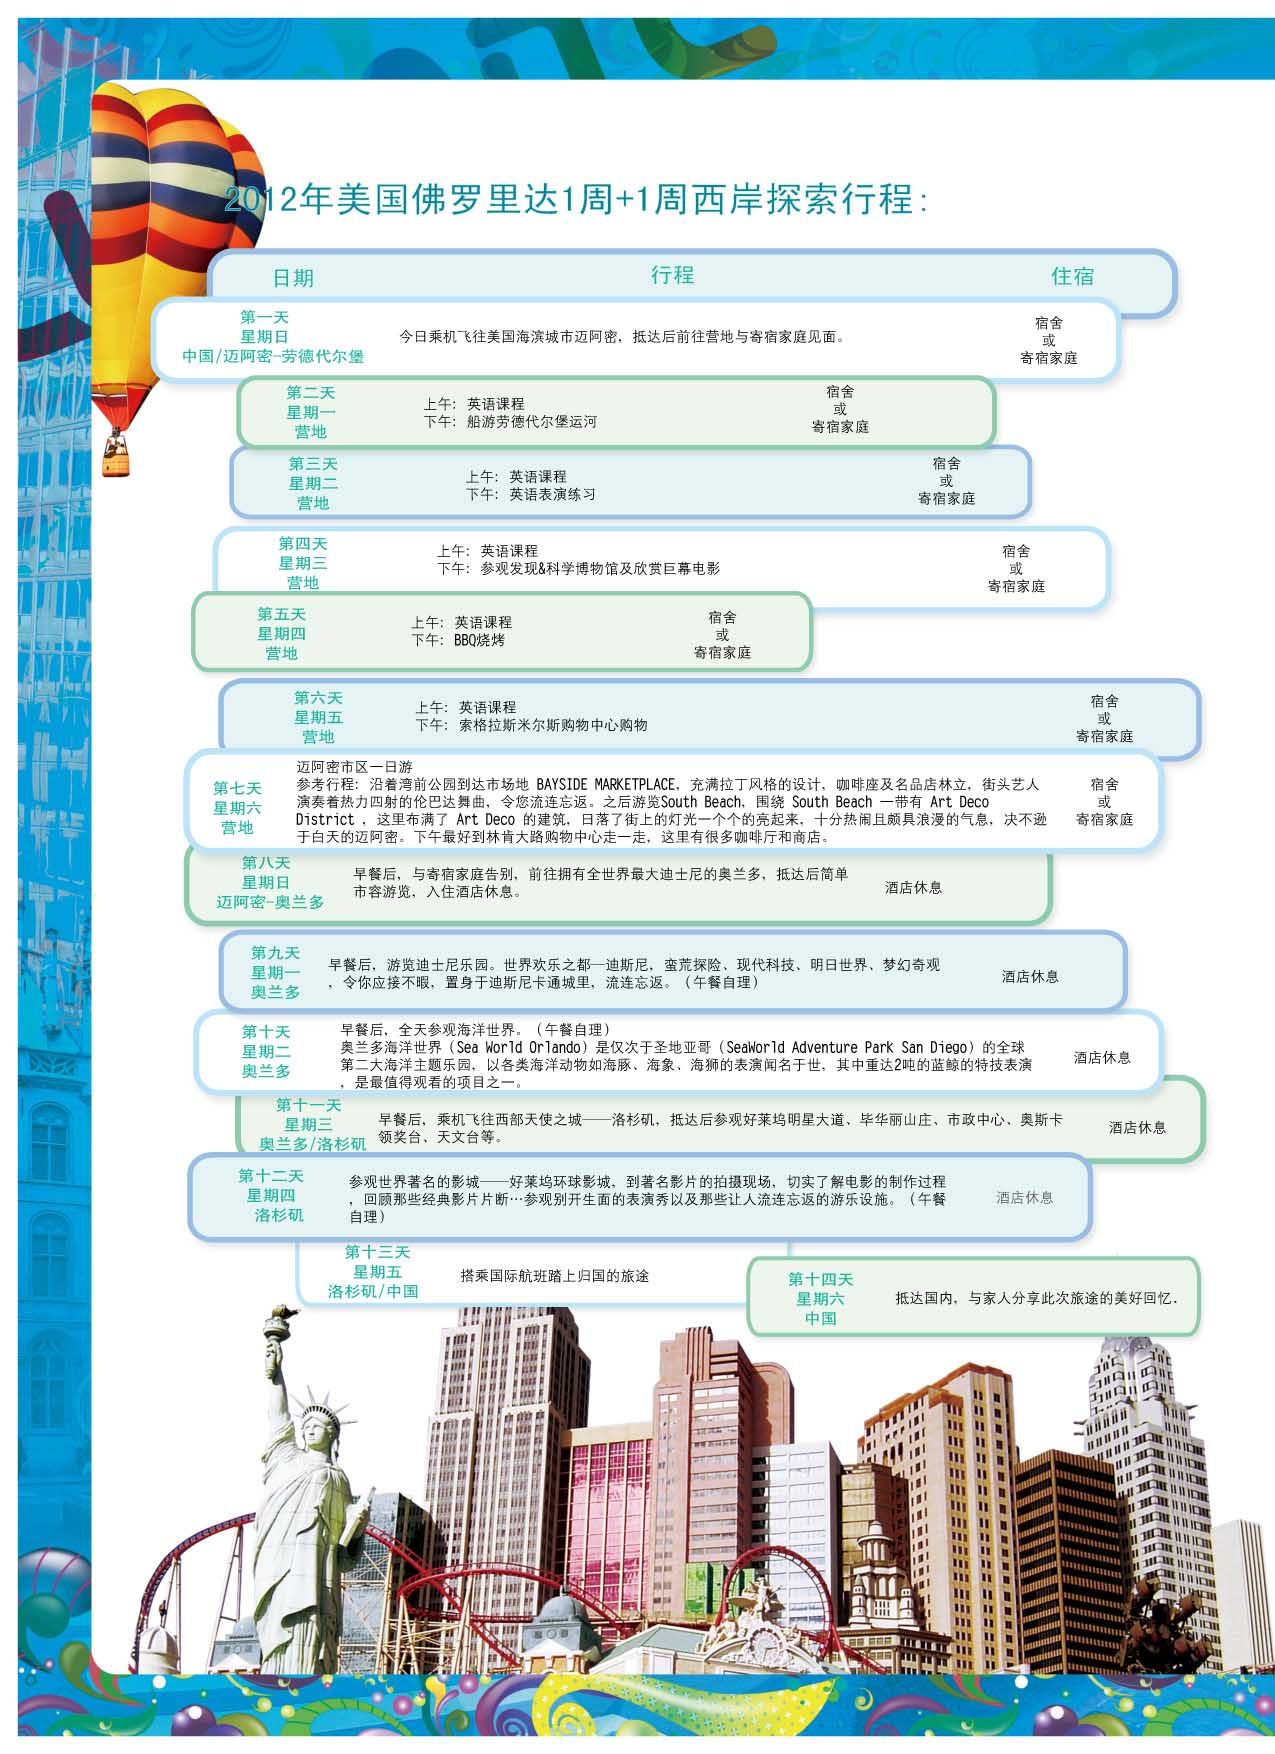 2012年美国佛罗里达1周+1周西岸探索行程：
日期
行程
住宿
第一天
星期日
中国/迈阿密-劳德代尔堡
今日乘机飞往美国海滨城市迈阿密，抵达后前往营地与寄宿家庭见面。
宿舍
或
寄宿家庭
第二天
星期一
营地
上午：英语课程
下午：船游劳德代尔堡运河
宿舍
或
寄宿家庭
第三天
星期二
营地
上午：英语课程
下午：英语表演练习
宿舍
或
寄宿家庭
第四天
星期三
营地
上午：英语课程
下午：参观发现&科学博物馆及欣赏巨幕电影
宿舍
或
寄宿家庭
第五天
星期四
营地
上午：英语课程
下午：BBQ烧烤
宿舍
或
寄宿家庭
第六天
星期五
营地
上午：英语课程
下午：索格拉斯米尔斯购物中心购物
宿舍
或
寄宿家庭
第七天
星期六
营地
迈阿密市区一日游
参考行程：沿着湾前公园到达市场地 BAYSIDE MARKETPLACE，充满拉丁风格的设计，咖啡座及名品店林立，街头艺人
演奏着热力四射的伦巴达舞曲，令您流连忘返。之后游览South Beach，围绕 South Beach 一带有 Art Deco
District ，这里布满了 Art Deco 的建筑，日落了街上的灯光一个个的亮起来，十分热闹且颇具浪漫的气息，决不逊
于白天的迈阿密。下午最好到林肯大路购物中心走一走，这里有很多咖啡厅和商店。
宿舍
或
寄宿家庭
第八天
星期日
迈阿密-奥兰多
早餐后，与寄宿家庭告别，前往拥有全世界最大迪士尼的奥兰多，抵达后简单
市容游览，入住酒店休息。
酒店休息
第九天
星期一
奥兰多
早餐后，游览迪士尼乐园。世界欢乐之都—迪斯尼，蛮荒探险、现代科技、明日世界、梦幻奇观
，令你应接不暇，置身于迪斯尼卡通城里，流连忘返。（午餐自理）
酒店休息
第十天
星期二
奥兰多
早餐后，全天参观海洋世界。（午餐自理）
奥兰多海洋世界（Sea World Orlando）是仅次于圣地亚哥（SeaWorld Adventure Park San Diego）的全球
第二大海洋主题乐园，以各类海洋动物如海豚、海象、海狮的表演闻名于世，其中重达2吨的蓝鲸的特技表演
，是最值得观看的项目之一。
酒店休息
第十一天
星期三
奥兰多/洛杉矶
早餐后，乘机飞往西部天使之城——洛杉矶，抵达后参观好莱坞明星大道、毕华丽山庄、市政中心、奥斯卡
领奖台、天文台等。
酒店休息
第十二天
星期四
洛杉矶
参观世界著名的影城——好莱坞环球影城，到著名影片的拍摄现场，切实了解电影的制作过程
，回顾那些经典影片片断…参观别开生面的表演秀以及那些让人流连忘返的游乐设施。（午餐
自理）
酒店休息
第十三天
星期五
洛杉矶/中国
搭乘国际航班踏上归国的旅途
第十四天
星期六
中国
抵达国内，与家人分享此次旅途的美好回忆.